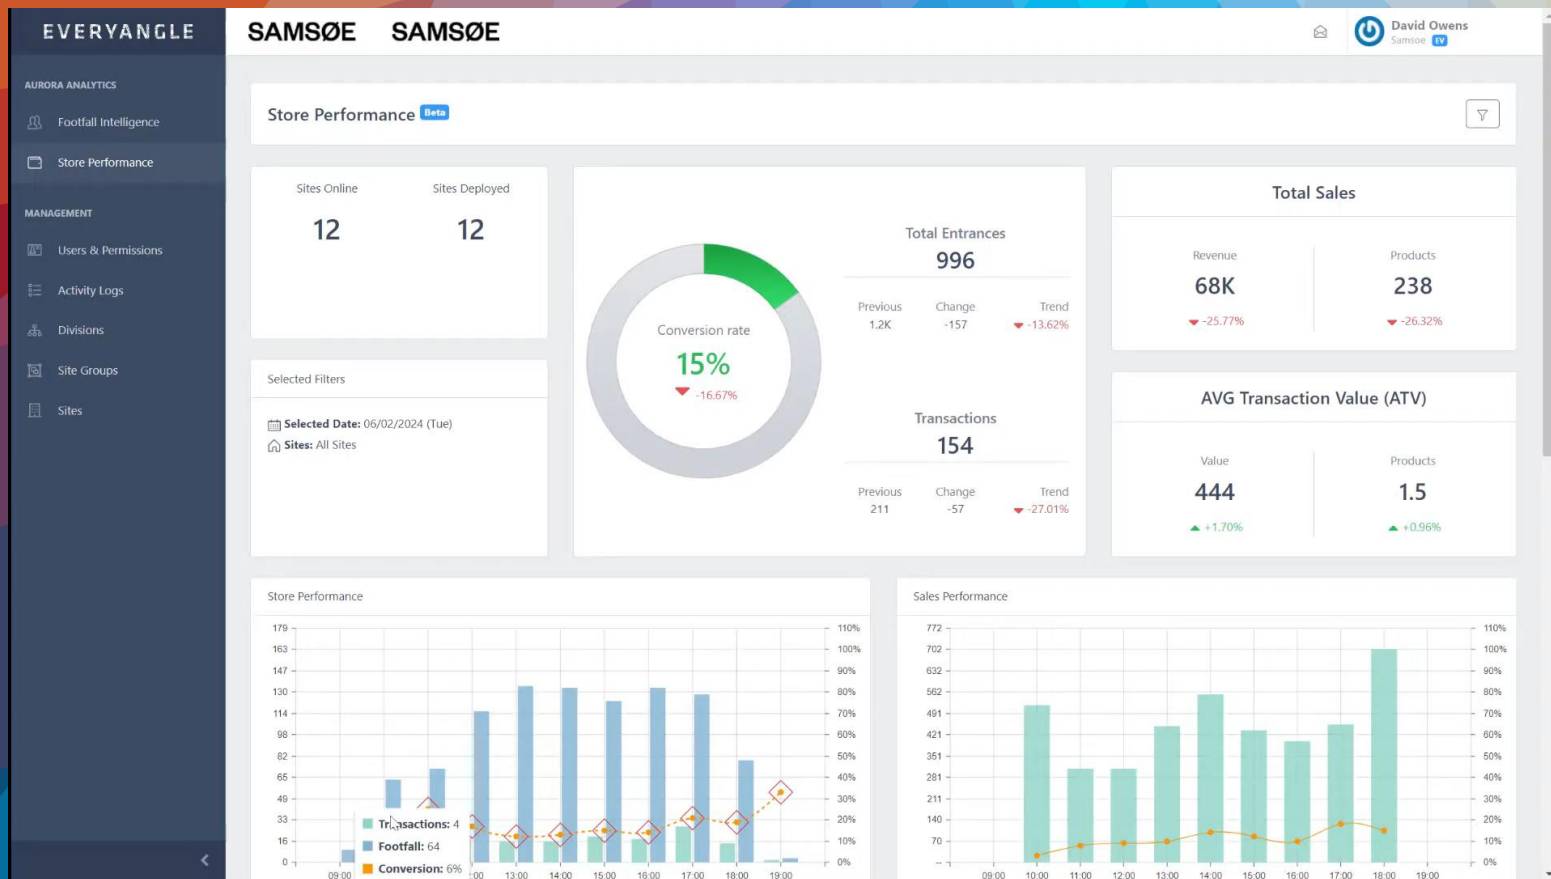 EVERYANGLE
SAMSØE SAMSØE
David Owens
Samsoe EV
AURORA ANALYTICS
Footfall Intelligence
Store Performance
MANAGEMENT
Users & Permissions
Activity Logs
Divisions
Site Groups
Sites
Store Performance Beta
Sites Online
12
Sites Deployed
12
Selected Filters
Selected Date: 06/02/2024 (Tue)
Sites: All Sites
Conversion rate
15%
-16.67%
Total Entrances
996
Previous Change Trend
1.2K -157 -13.62%
Transactions
154
Previous Change Trend
211 -57 -27.01%
Total Sales
Revenue
68K
-25.77%
Products
238
-26.32%
AVG Transaction Value (ATV)
Value
444
+1.70%
Products
1.5
+0.96%
Store Performance
179 110%
163 100%
147 90%
130 80%
114 70%
98 60%
82 50%
65 40%
49 30%
33 20%
16 10%
0 0%
Transactions: 4
Footfall: 64
Conversion: 6%
09:00 :00 13:00 14:00 15:00 16:00 17:00 18:00 19:00
Sales Performance
772 110%
702 100%
632 90%
562 80%
491 70%
421 60%
351 50%
281 40%
211 30%
140 20%
70 10%
0%
09:00 10:00 11:00 12:00 13:00 14:00 15:00 16:00 17:00 18:00 19:00